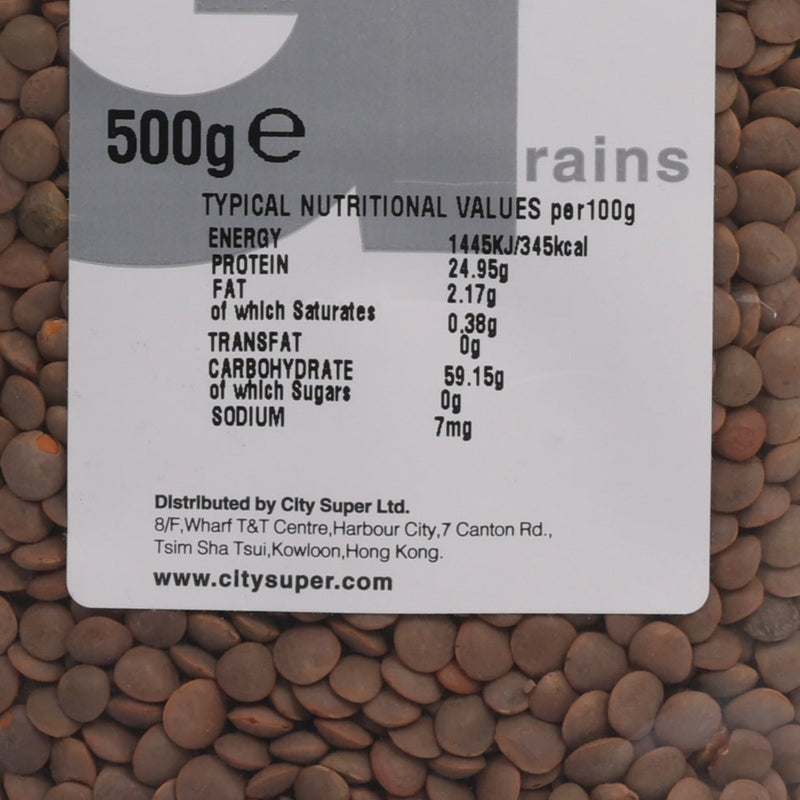 500g e
rains
TYPICAL NUTRITIONAL VALUES per100g
ENERGY 1445KJ/345kcal
PROTEIN 24.95g
FAT 2.17g
of which Saturates 0.38g
TRANSFAT 0g
CARBOHYDRATE 59.15g
of which Sugars 0g
SODIUM 7mg
Distributed by City Super Ltd.
8/F,Wharf T&T Centre,Harbour City,7 Canton Rd.,
Tsim Sha Tsui,Kowloon,Hong Kong.
www.citysuper.com